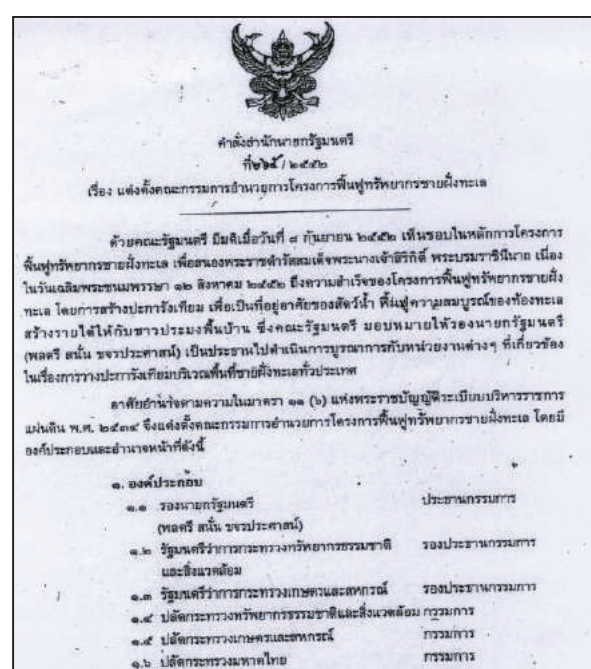 คำสั่งสำนักนายกรัฐมนตรี
ที่๒๖๕/๒๕๕๒
เรื่อง แต่งตั้งคณะกรรมการอำนวยการโครงการฟื้นฟูทรัพยากรชายฝั่งทะเล
ด้วยคณะรัฐมนตรี มีมติเมื่อวันที่ ๘ กันยายน ๒๕๕๒ เห็นชอบในหลักการโครงการ
ฟื้นฟูทรัพยากรชายฝั่งทะเล เพื่อสนองพระราชดำรัสสมเด็จพระนางเจ้าสิริกิติ์ พระบรมราชินีนาถ เนื่อง
ในวันเฉลิมพระชนมพรรษา ๑๒ สิงหาคม ๒๕๕๒ ถึงความสำเร็จของโครงการฟื้นฟูทรัพยากรชายฝั่ง
ทะเล โดยการสร้างปะการังเทียม เพื่อเป็นที่อยู่อาศัยของสัตว์น้ำ ฟื้นฟูความสมบูรณ์ของท้องทะเล
สร้างรายได้ให้กับชาวประมงพื้นบ้าน ซึ่งคณะรัฐมนตรี มอบหมายให้รองนายกรัฐมนตรี
(พลตรี สนั่น ขจรประศาสน์) เป็นประธานไปดำเนินการบูรณาการกับหน่วยงานต่างๆ ที่เกี่ยวข้อง
ในเรื่องการวางปะการังเทียมบริเวณพื้นที่ชายฝั่งทะเลทั่วประเทศ
อาศัยอำนาจตามความในมาตรา ๑๑ (๖) แห่งพระราชบัญญัติระเบียบบริหารราชการ
แผ่นดิน พ.ศ. ๒๕๓๔ จึงแต่งตั้งคณะกรรมการอำนวยการโครงการฟื้นฟูทรัพยากรชายฝั่งทะเล โดยมี
องค์ประกอบและอำนาจหน้าที่ดังนี้
๑. องค์ประกอบ
๑.๑ รองนายกรัฐมนตรี ประธานกรรมการ
(พลตรี สนั่น ขจรประศาสน์)
๑.๒ รัฐมนตรีว่าการกระทรวงทรัพยากรธรรมชาติ รองประธานกรรมการ
และสิ่งแวดล้อม
๑.๓ รัฐมนตรีว่าการกระทรวงเกษตรและสหกรณ์ รองประธานกรรมการ
๑.๔ ปลัดกระทรวงทรัพยากรธรรมชาติและสิ่งแวดล้อม กรรมการ
๑.๕ ปลัดกระทรวงเกษตรและสหกรณ์ กรรมการ
๑.๖ ปลัดกระทรวงมหาดไทย กรรมการ